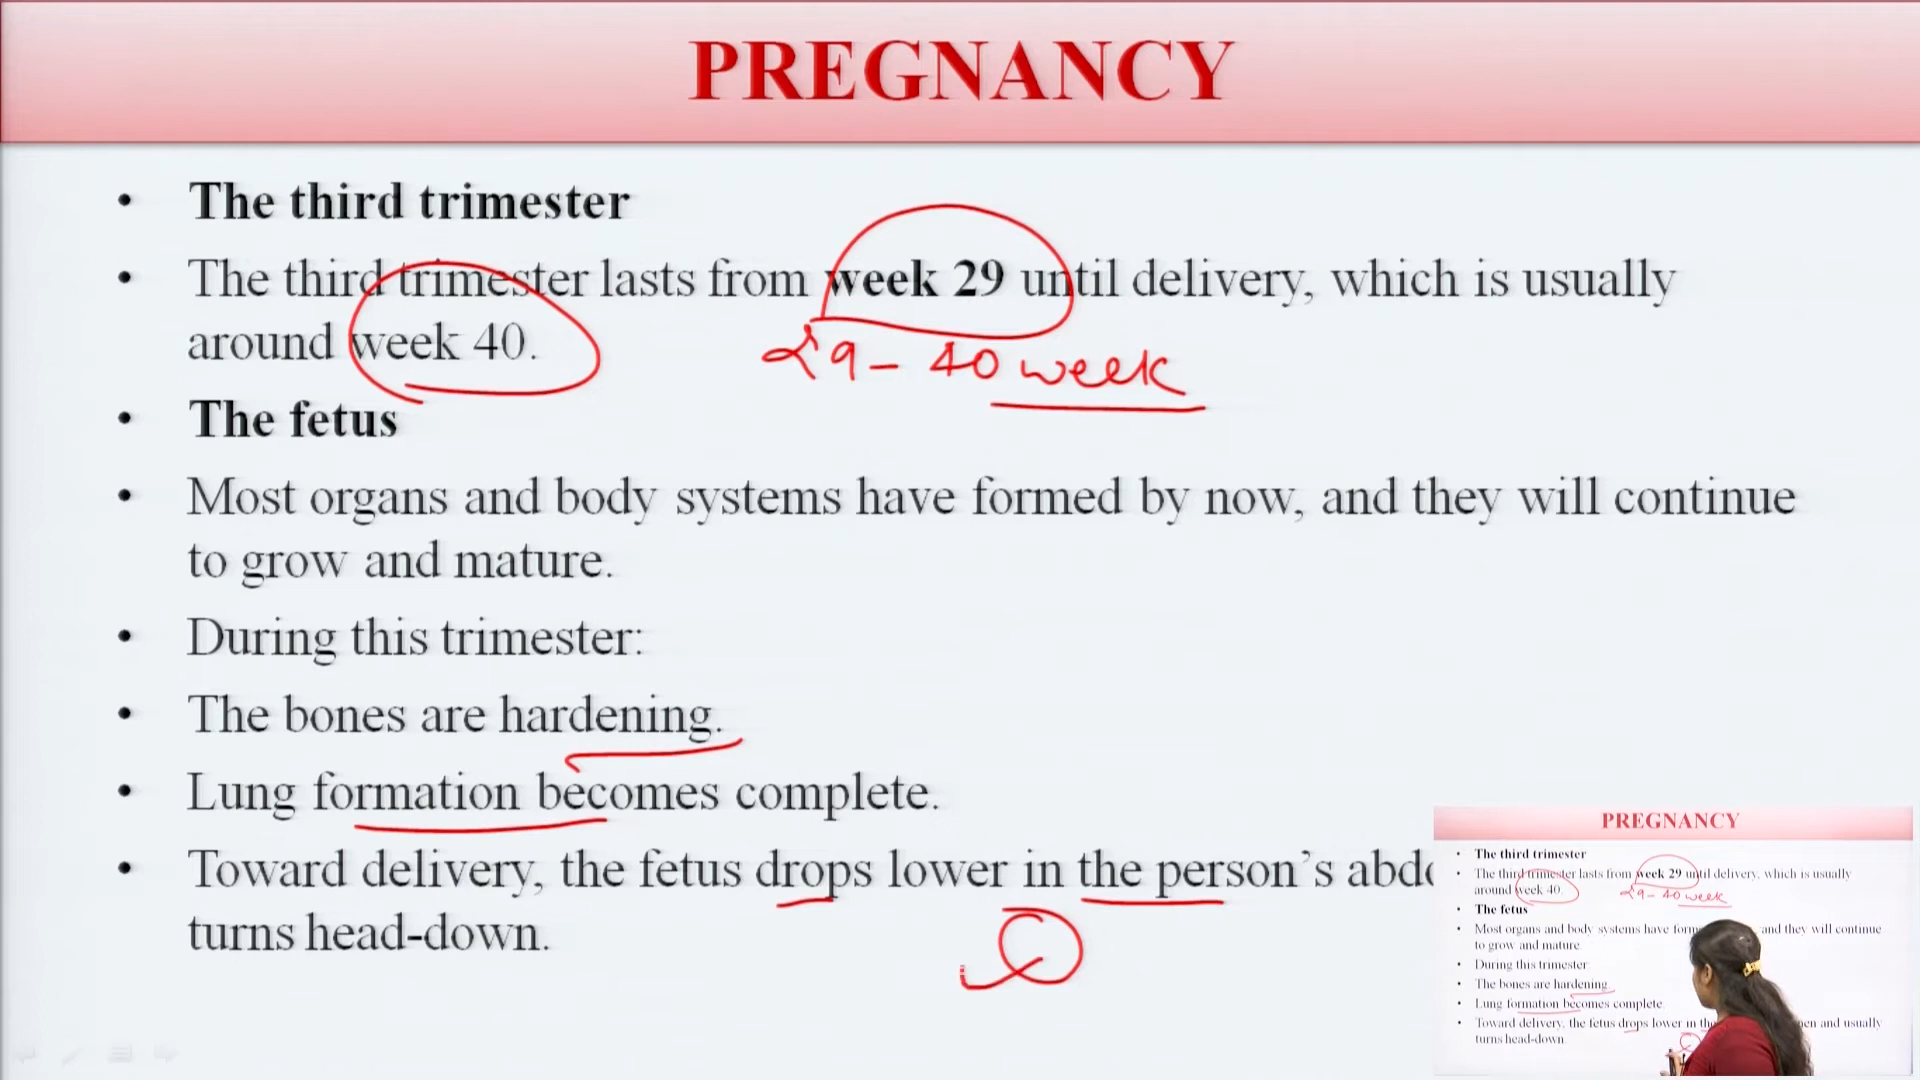 PREGNANCY
• The third trimester
• The third trimester lasts from week 29 until delivery, which is usually
around week 40.
29 - 40 week
• The fetus
• Most organs and body systems have formed by now, and they will continue
to grow and mature.
• During this trimester:
• The bones are hardening.
• Lung formation becomes complete.
• Toward delivery, the fetus drops lower in the person's abdo
turns head-down.
PREGNANCY
• The third trimester
• The third trimester lasts from week 29 until delivery, which is usually
around week 40.
29 - 40 week
• The fetus
• Most organs and body systems have form and they will continue
to grow and mature.
• During this trimester:
• The bones are hardening.
• Lung formation becomes complete.
• Toward delivery, the fetus drops lower in the men and usually
turns head-down.